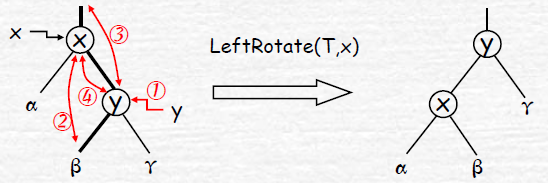 ③
x
x
LeftRotate(T,x)
y
④
①
α
y
y
x
②
γ
β
γ
α
β